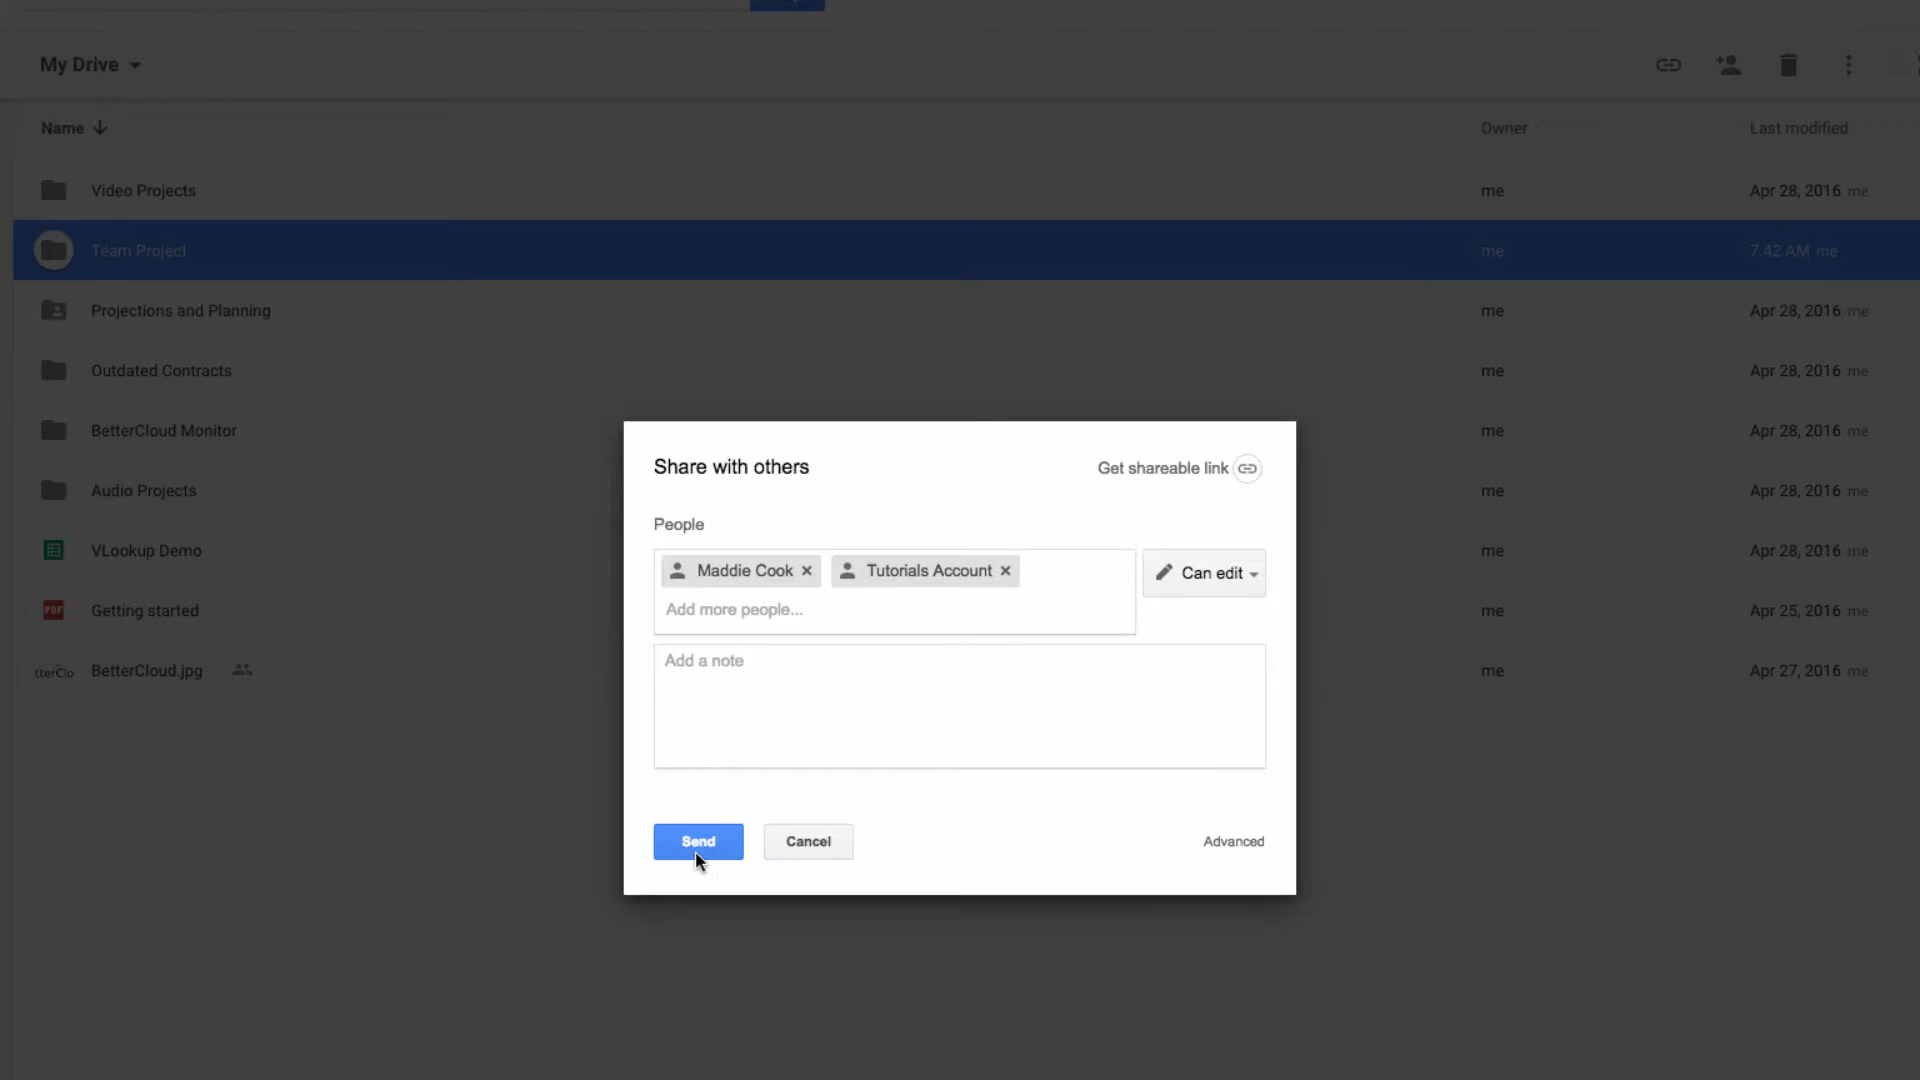 My Drive
Name Owner Last modified
Video Projects me Apr 28, 2016 me
Team Project me 7:42 AM me
Projections and Planning me Apr 28, 2016 me
Outdated Contracts me Apr 28, 2016 me
BetterCloud Monitor me Apr 28, 2016 me
Audio Projects me Apr 28, 2016 me
VLookup Demo me Apr 28, 2016 me
PDF Getting started me Apr 25, 2016 me
tterClo BetterCloud.jpg me Apr 27, 2016 me
Share with others Get shareable link
People
Maddie Cook × Tutorials Account × Can edit
Add more people...
Add a note
Send Cancel Advanced